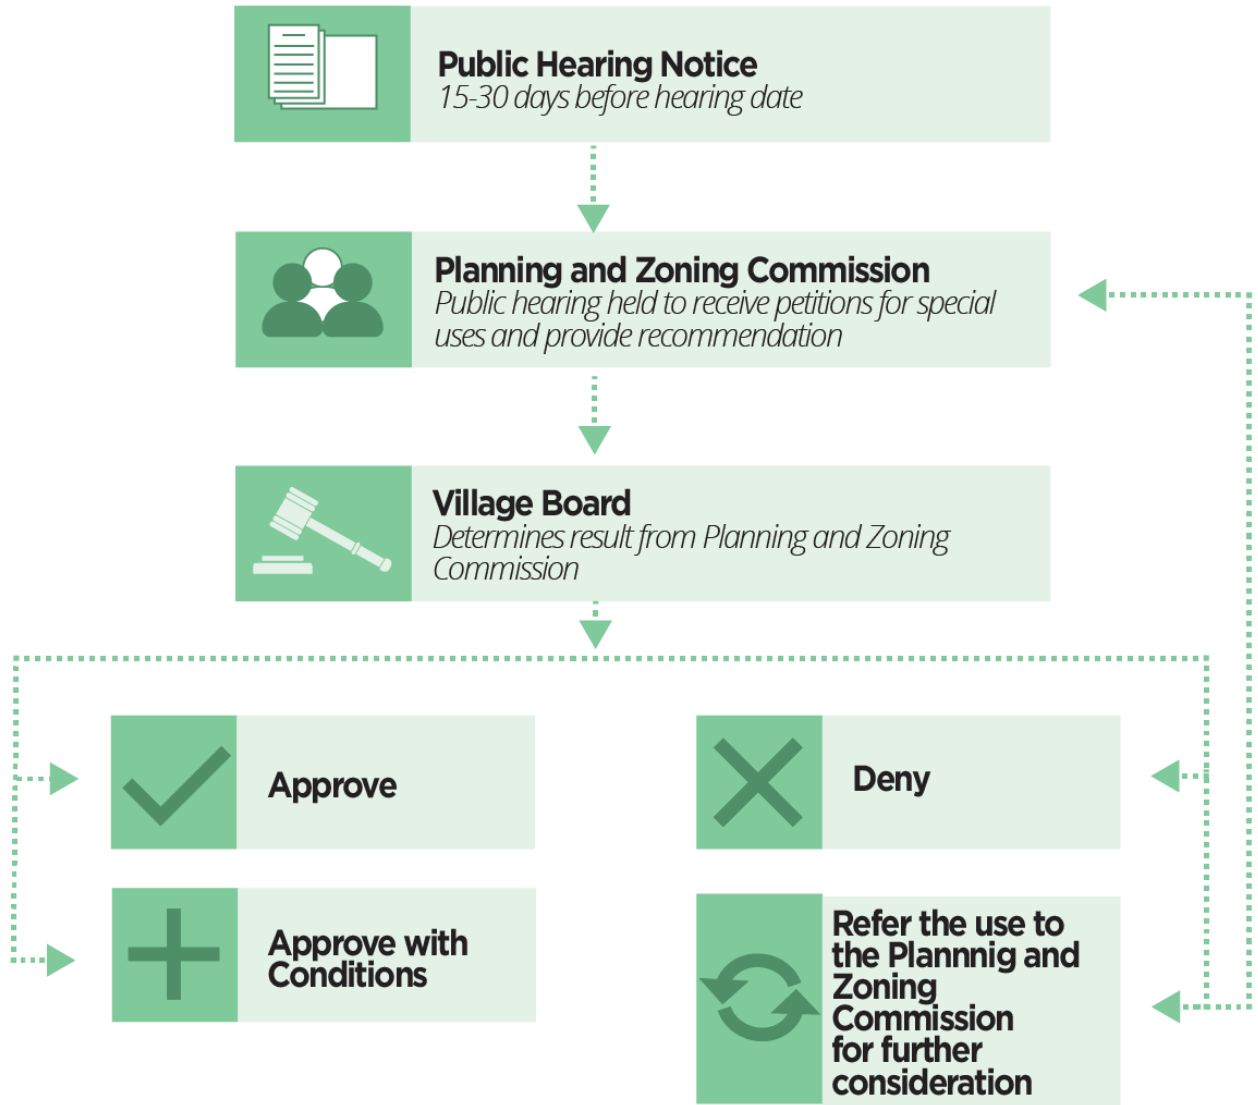 Public Hearing Notice
15-30 days before hearing date
Planning and Zoning Commission
Public hearing held to receive petitions for special
uses and provide recommendation
Village Board
Determines result from Planning and Zoning
Commission
Approve
Deny
Approve with
Conditions
Refer the use to
the Plannnig and
Zoning
Commission
for further
consideration